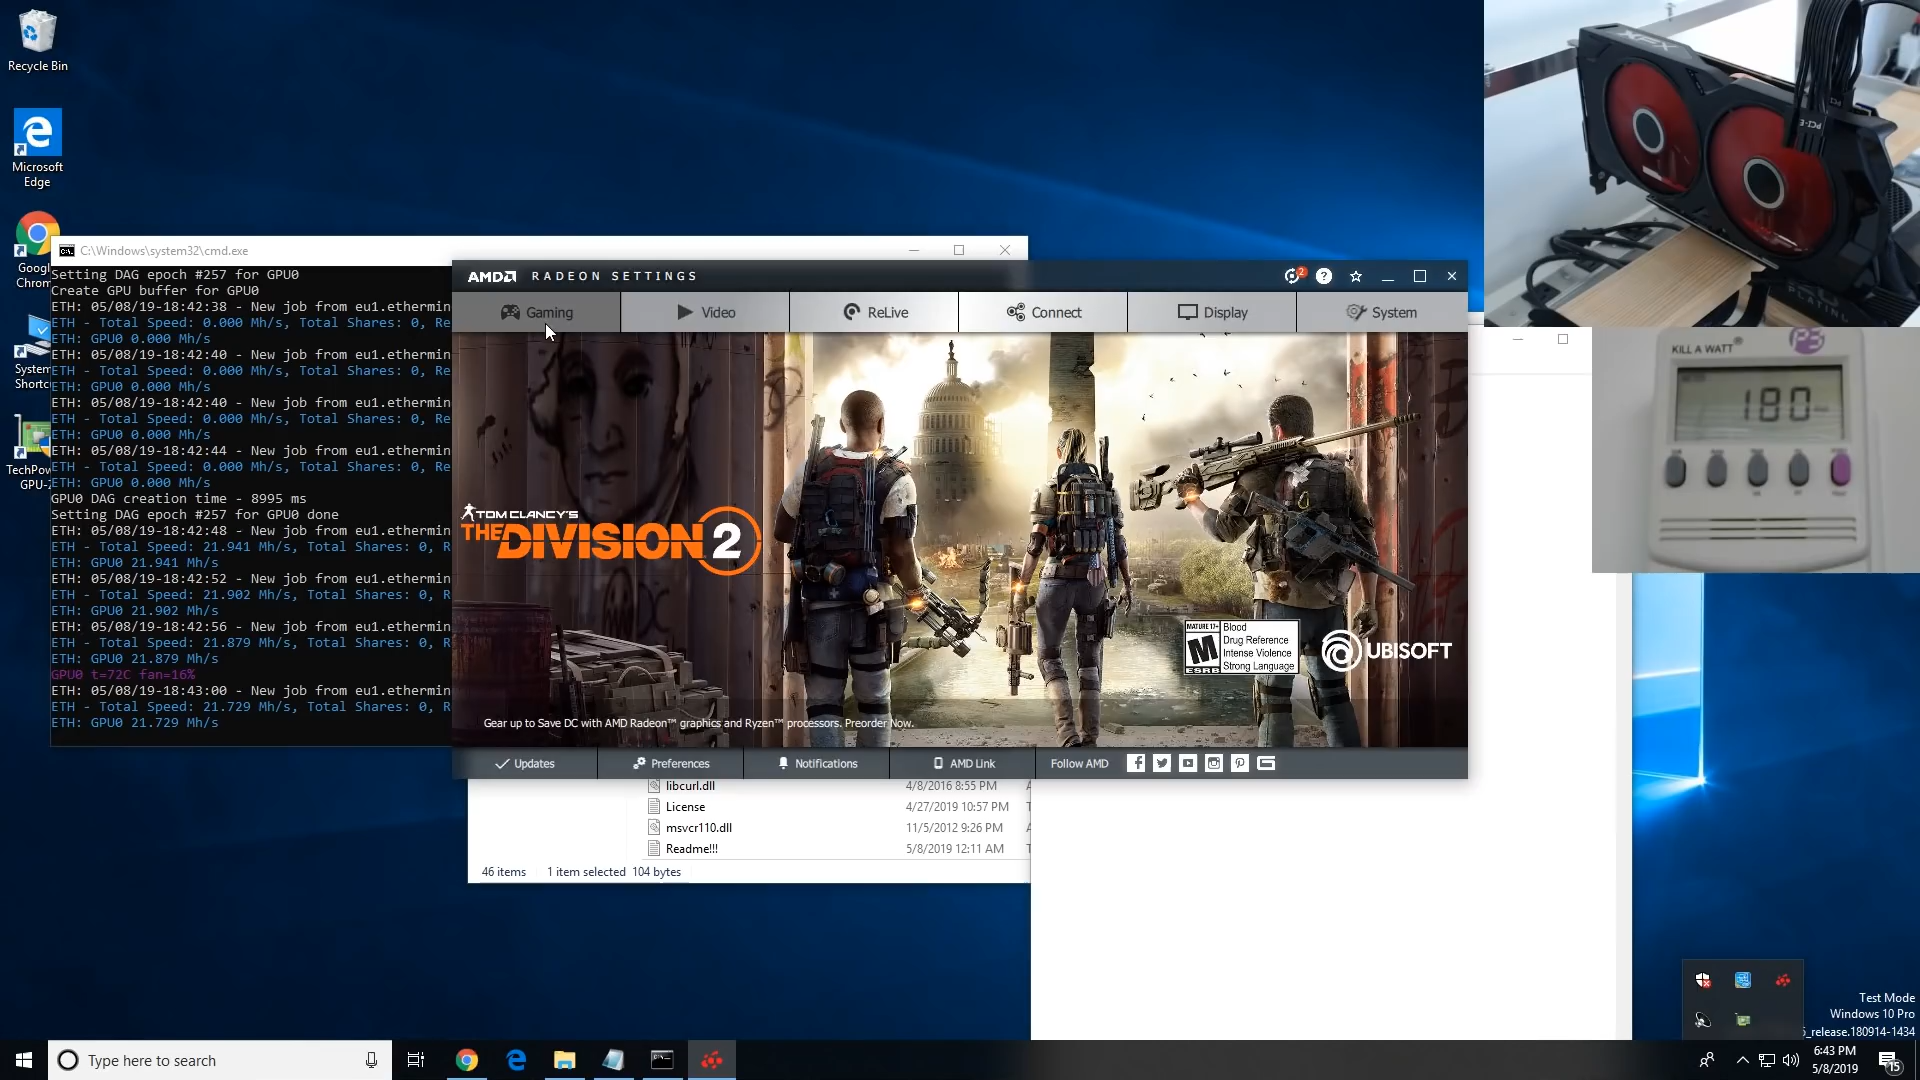 Recycle Bin
Microsoft
Edge
Googl
Chrom
System
Shortc
TechPow
GPU-Z
C:\Windows\system32\cmd.exe
Setting DAG epoch #257 for GPU0
Create GPU buffer for GPU0
ETH: 05/08/19-18:42:38 - New job from eu1.ethermin
ETH - Total Speed: 0.000 Mh/s, Total Shares: 0, Re
ETH: GPU0 0.000 Mh/s
ETH: 05/08/19-18:42:40 - New job from eu1.ethermin
ETH - Total Speed: 0.000 Mh/s, Total Shares: 0, Re
ETH: GPU0 0.000 Mh/s
ETH: 05/08/19-18:42:40 - New job from eu1.ethermin
ETH - Total Speed: 0.000 Mh/s, Total Shares: 0, Re
ETH: GPU0 0.000 Mh/s
ETH: 05/08/19-18:42:44 - New job from eu1.ethermin
ETH - Total Speed: 0.000 Mh/s, Total Shares: 0, Re
ETH: GPU0 0.000 Mh/s
GPU0 DAG creation time - 8995 ms
Setting DAG epoch #257 for GPU0 done
ETH: 05/08/19-18:42:48 - New job from eu1.ethermin
ETH - Total Speed: 21.941 Mh/s, Total Shares: 0, R
ETH: GPU0 21.941 Mh/s
ETH: 05/08/19-18:42:52 - New job from eu1.ethermin
ETH - Total Speed: 21.902 Mh/s, Total Shares: 0, R
ETH: GPU0 21.902 Mh/s
ETH: 05/08/19-18:42:56 - New job from eu1.ethermin
ETH - Total Speed: 21.879 Mh/s, Total Shares: 0, R
ETH: GPU0 21.879 Mh/s
GPU0 t=72C fan=16%
ETH: 05/08/19-18:43:00 - New job from eu1.ethermin
ETH - Total Speed: 21.729 Mh/s, Total Shares: 0, R
ETH: GPU0 21.729 Mh/s
AMD RADEON SETTINGS
2
Gaming Video ReLive Connect Display System
TOM CLANCY'S
THE DIVISION 2
MATURE 17+
M
ESRB
Blood
Drug Reference
Intense Violence
Strong Language
UBISOFT
Gear up to Save DC with AMD Radeon™ graphics and Ryzen™ processors. Preorder Now.
Updates Preferences Notifications AMD Link Follow AMD
libcurl.dll 4/8/2016 8:55 PM
License 4/27/2019 10:57 PM
msvcr110.dll 11/5/2012 9:26 PM
Readme!!! 5/8/2019 12:11 AM
46 items 1 item selected 104 bytes
XFX
PCI-E
KILL A WATT®
P3
180
Test Mode
Windows 10 Pro
_release.180914-1434
Type here to search
6:43 PM
5/8/2019
15